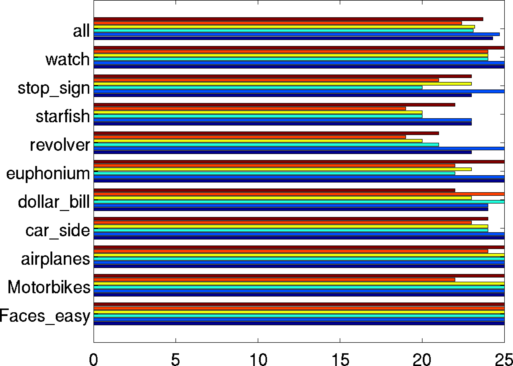 all
watch
stop_sign
starfish
revolver
euphonium
dollar_bill
car_side
airplanes
Motorbikes
Faces_easy
0 5 10 15 20 25